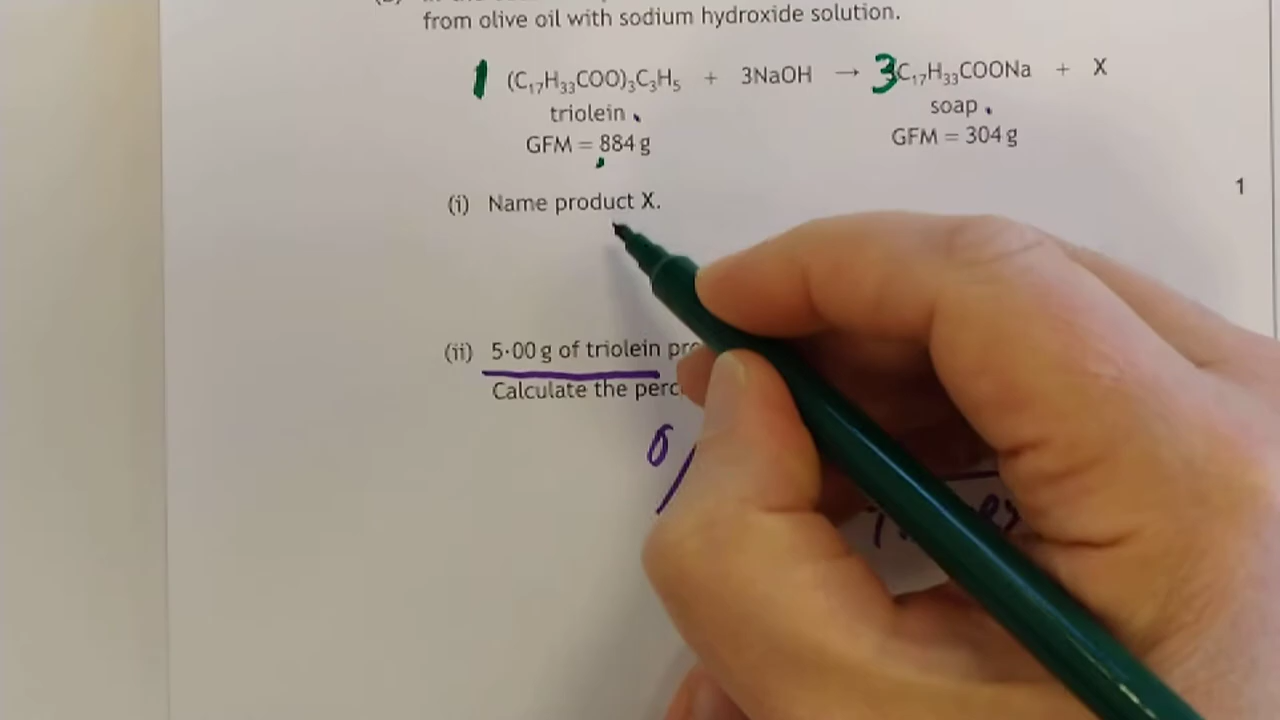 from olive oil with sodium hydroxide solution.
1 (C₁₇H₃₃COO)₃C₃H₅ + 3NaOH → 3C₁₇H₃₃COONa + X
triolein soap
GFM = 884 g GFM = 304 g
1
(i) Name product X.
(ii) 5·00 g of triolein
Calculate the